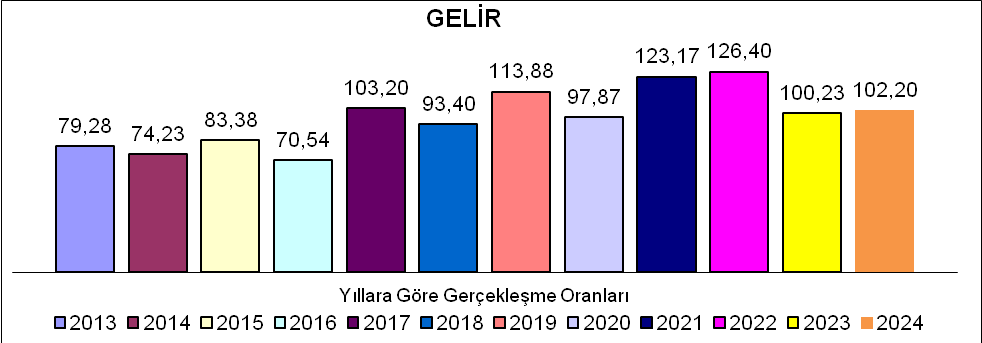 GELİR
79,28 74,23 83,38 70,54 103,20 93,40 113,88 97,87 123,17 126,40 100,23 102,20
Yıllara Göre Gerçekleşme Oranları
2013 2014 2015 2016 2017 2018 2019 2020 2021 2022 2023 2024